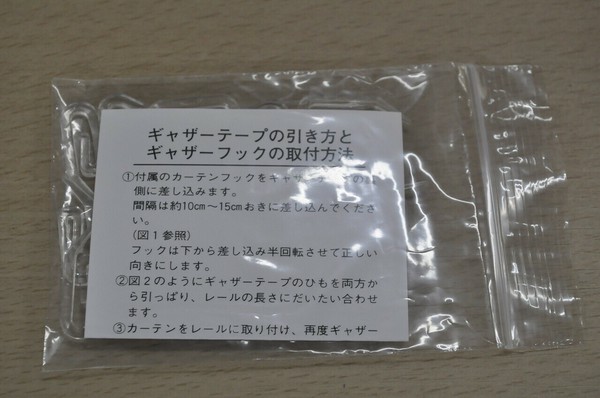 ギャザーテープの引き方と
ギャザーフックの取付方法
①付属のカーテンフックをギャザ
側に差し込みます。
間隔は約10cm～15cmおきに差し込んでくださ
い。
(図1参照)
フックは下から差し込み半回転させて正しい
向きにします。
②図2のようにギャザーテープのひもを両方か
ら引っぱり、レールの長さにだいたい合わせ
ます。
③カーテンをレールに取り付け、再度ギャザー